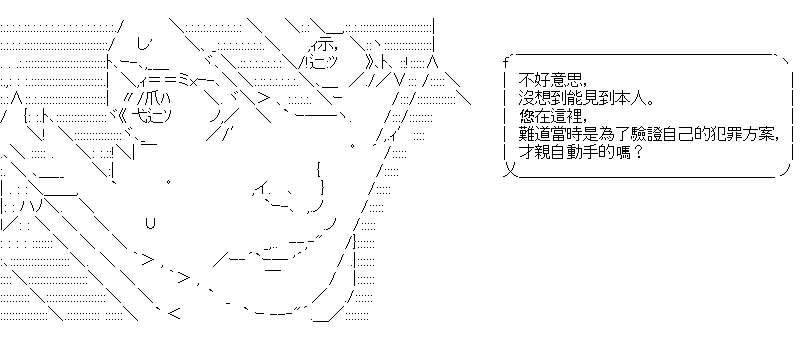 不好意思，
沒想到能見到本人。
您在這裡，
難道當時是為了驗證自己的犯罪方案，
才親自動手的嗎？